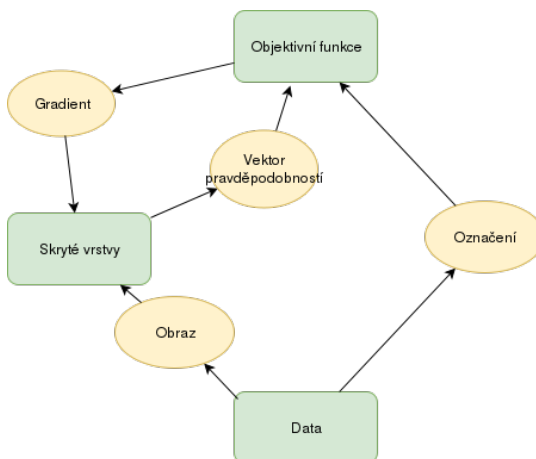 Objektivní funkce
Gradient
Vektor
pravděpodobností
Skryté vrstvy
Označení
Obraz
Data